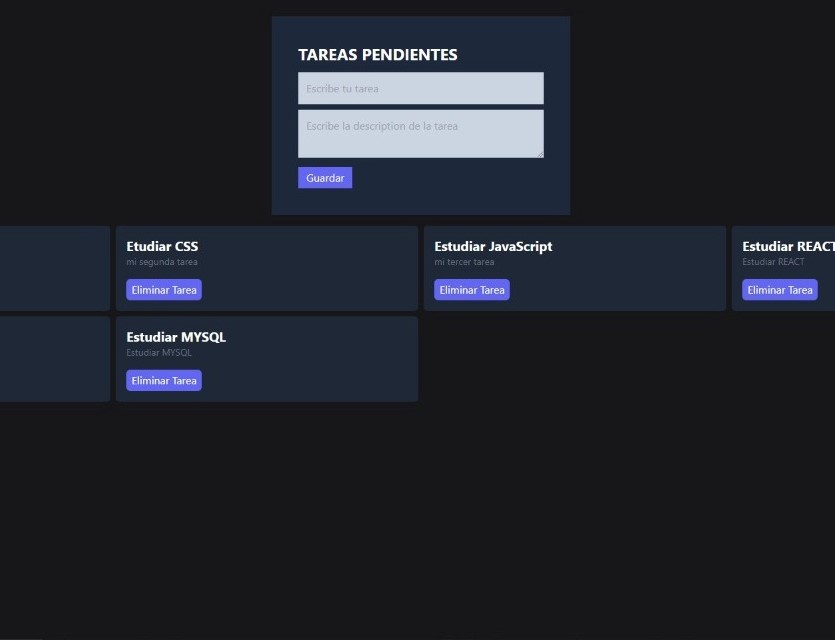 TAREAS PENDIENTES
Escribe tu tarea
Escribe la description de la tarea
Guardar
Etudiar CSS
mi segunda tarea
Eliminar Tarea
Estudiar JavaScript
mi tercer tarea
Eliminar Tarea
Estudiar REACT
Estudiar REACT
Eliminar Tarea
Estudiar MYSQL
Estudiar MYSQL
Eliminar Tarea